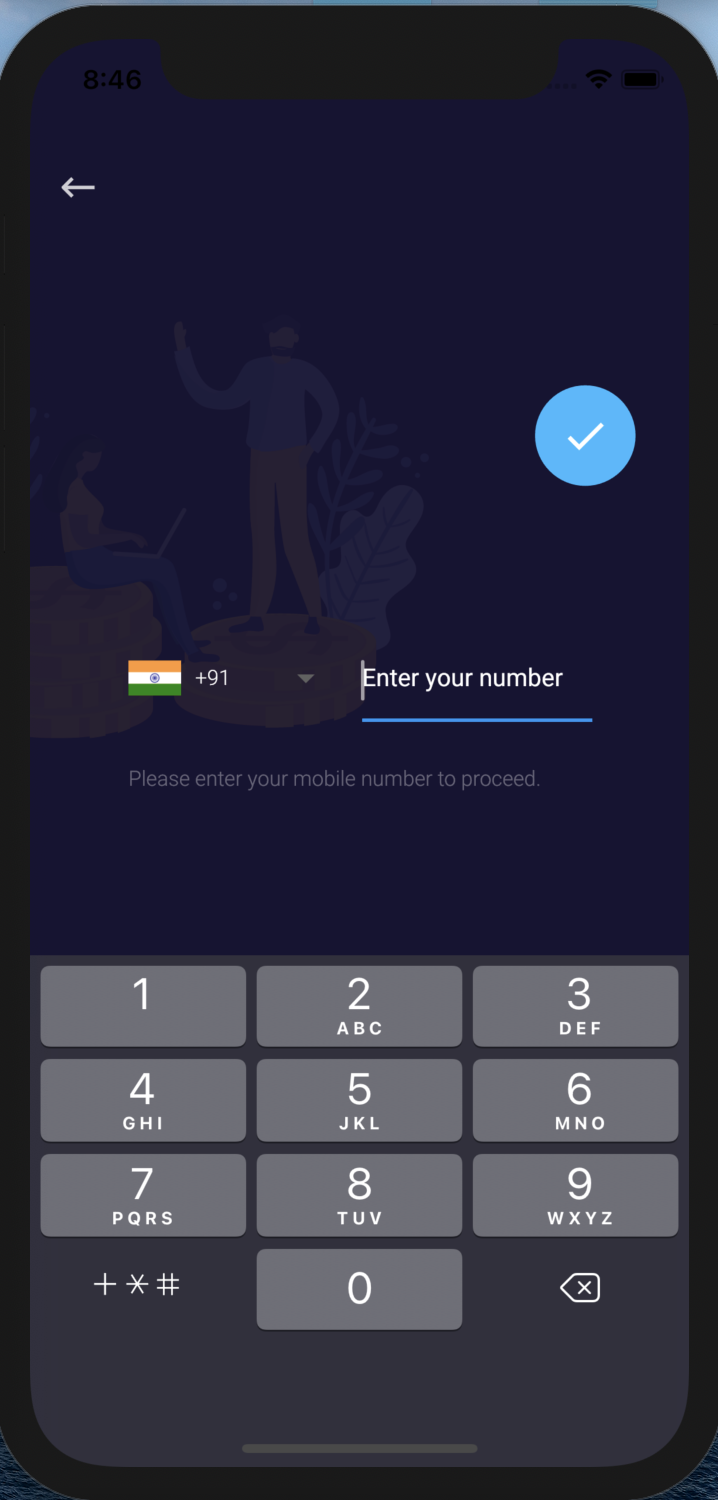 8:46
+91 Enter your number
Please enter your mobile number to proceed.
1 2 3
ABC DEF
4 5 6
GHI JKL MNO
7 8 9
PQRS TUV WXYZ
+*# 0